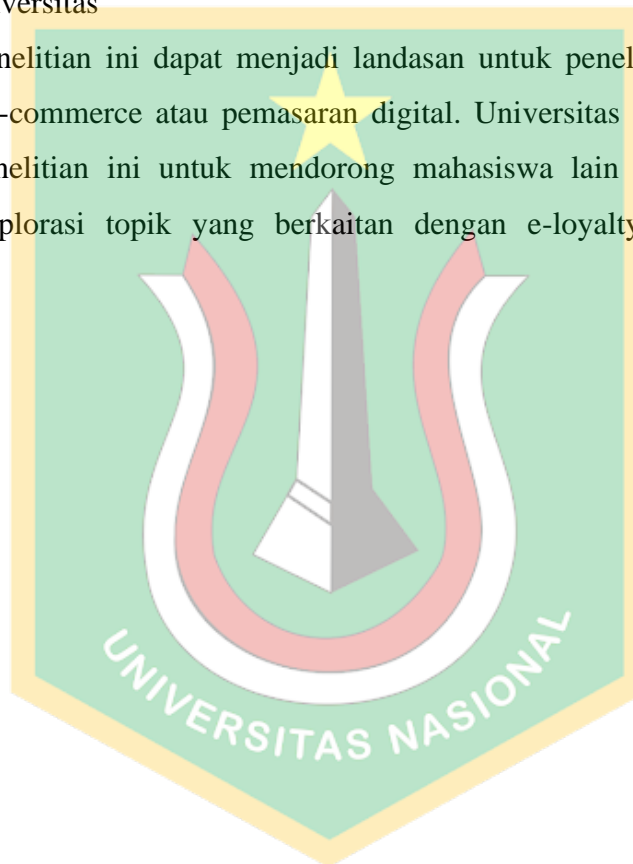 versitas
nelitian ini dapat menjadi landasan untuk penel
-commerce atau pemasaran digital. Universitas
nelitian ini untuk mendorong mahasiswa lain
plorasi topik yang berkaitan dengan e-loyalty
UNIVERSITAS NASIONAL